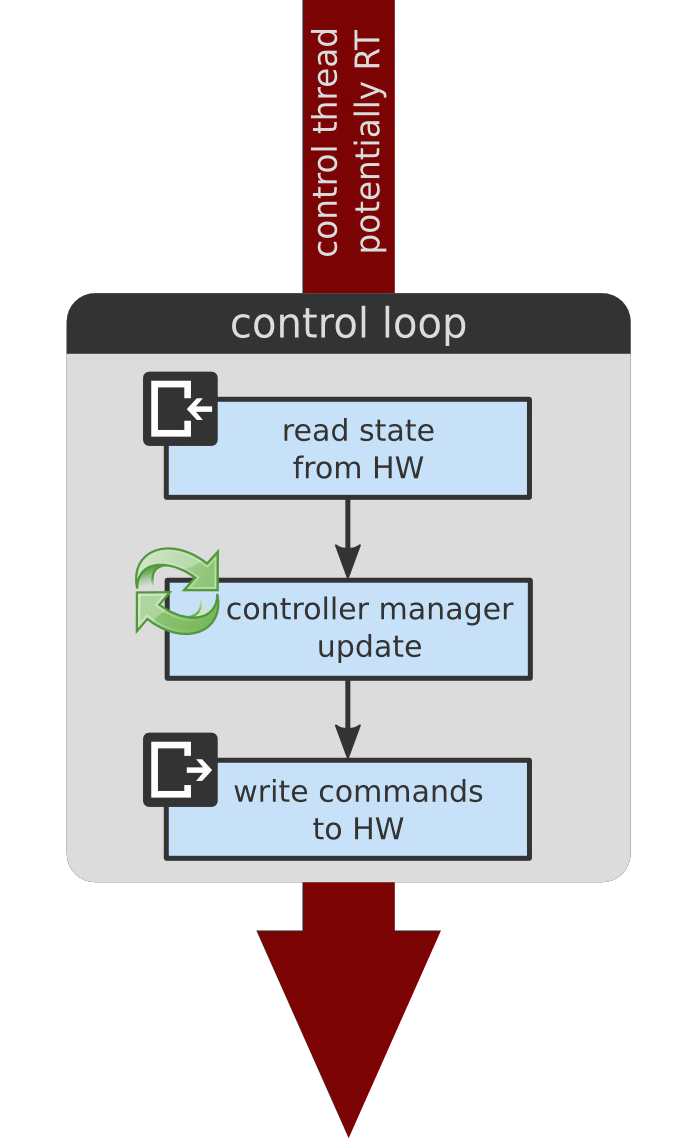 control thread
potentially RT
control loop
read state
from HW
controller manager
update
write commands
to HW